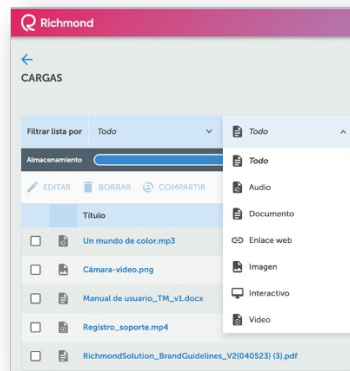 Richmond
CARGAS
Filtrar lista por Todo Todo
Almacenamiento Todo
EDITAR BORRAR COMPARTIR Audio
Documento
Título
Enlace web
Un mundo de color.mp3
Imagen
Cámara-video.png
Interactivo
Manual de usuario_TM_v1.docx
Video
Registro_soporte.mp4
RichmondSolution_BrandGuidelines_V2(040523) (3).pdf